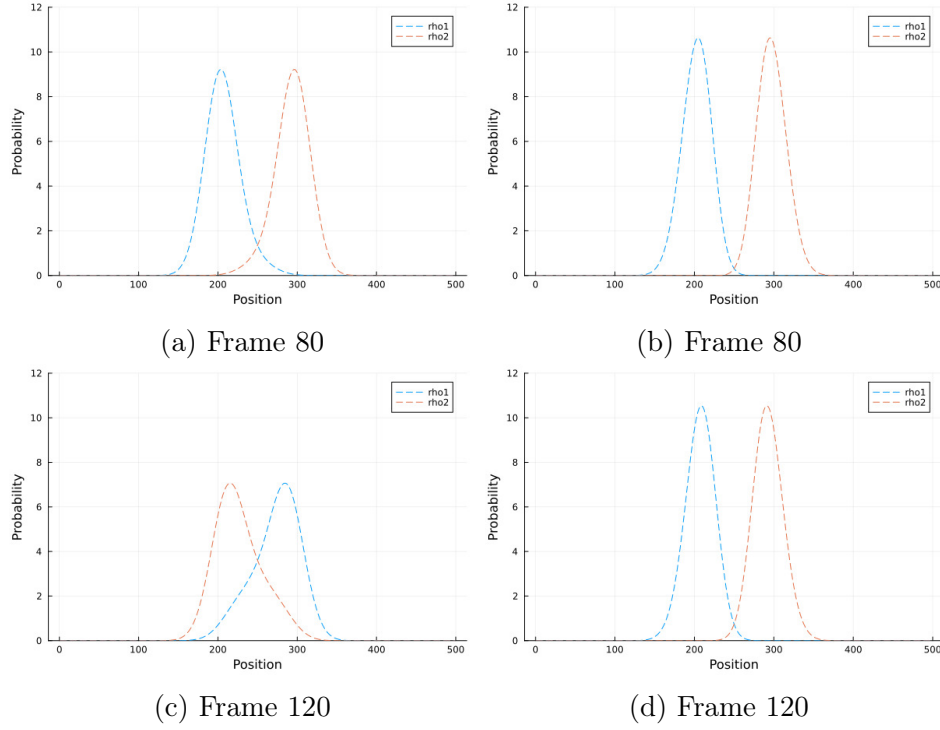 12
10
8
6
4
2
0
Probability
rho1
rho2
0 100 200 300 400 500
Position
(a) Frame 80
12
10
8
6
4
2
0
Probability
rho1
rho2
0 100 200 300 400 500
Position
(b) Frame 80
12
10
8
6
4
2
0
Probability
rho1
rho2
0 100 200 300 400 500
Position
(c) Frame 120
12
10
8
6
4
2
0
Probability
rho1
rho2
0 100 200 300 400 500
Position
(d) Frame 120